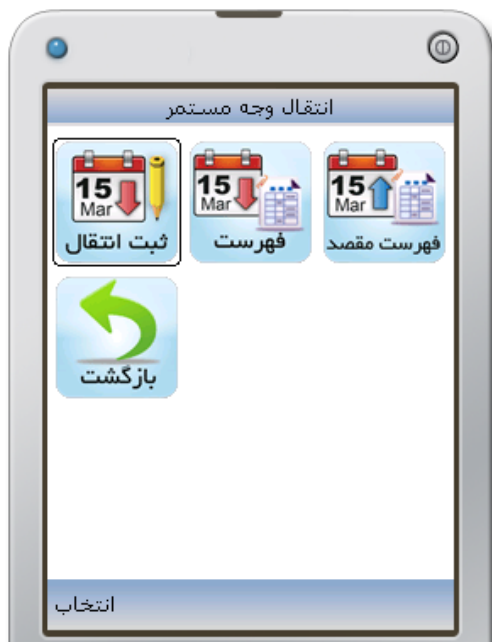 انتقال وجه مستمر
15
Mar
ثبت انتقال
15
Mar
فهرست
15
Mar
فهرست مقصد
بازگشت
انتخاب